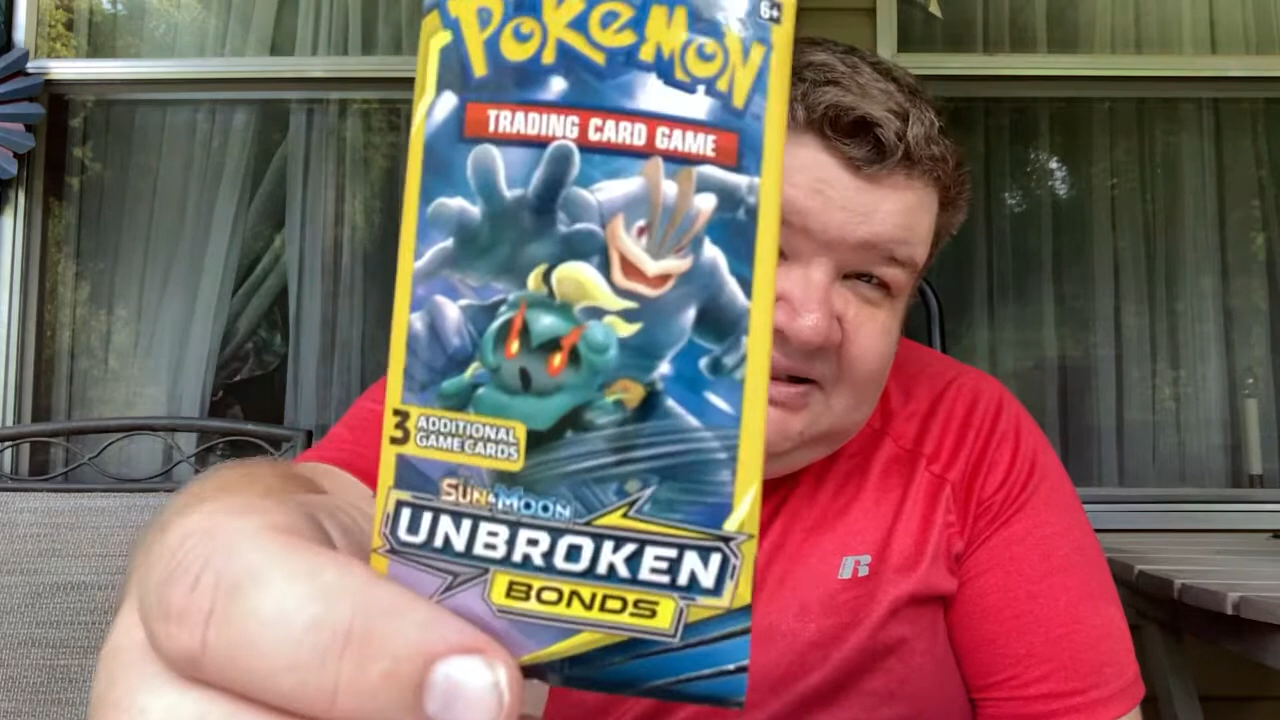 6+
POKéMON
TRADING CARD GAME
3 ADDITIONAL
GAME CARDS
SUN & MOON
UNBROKEN
BONDS
R